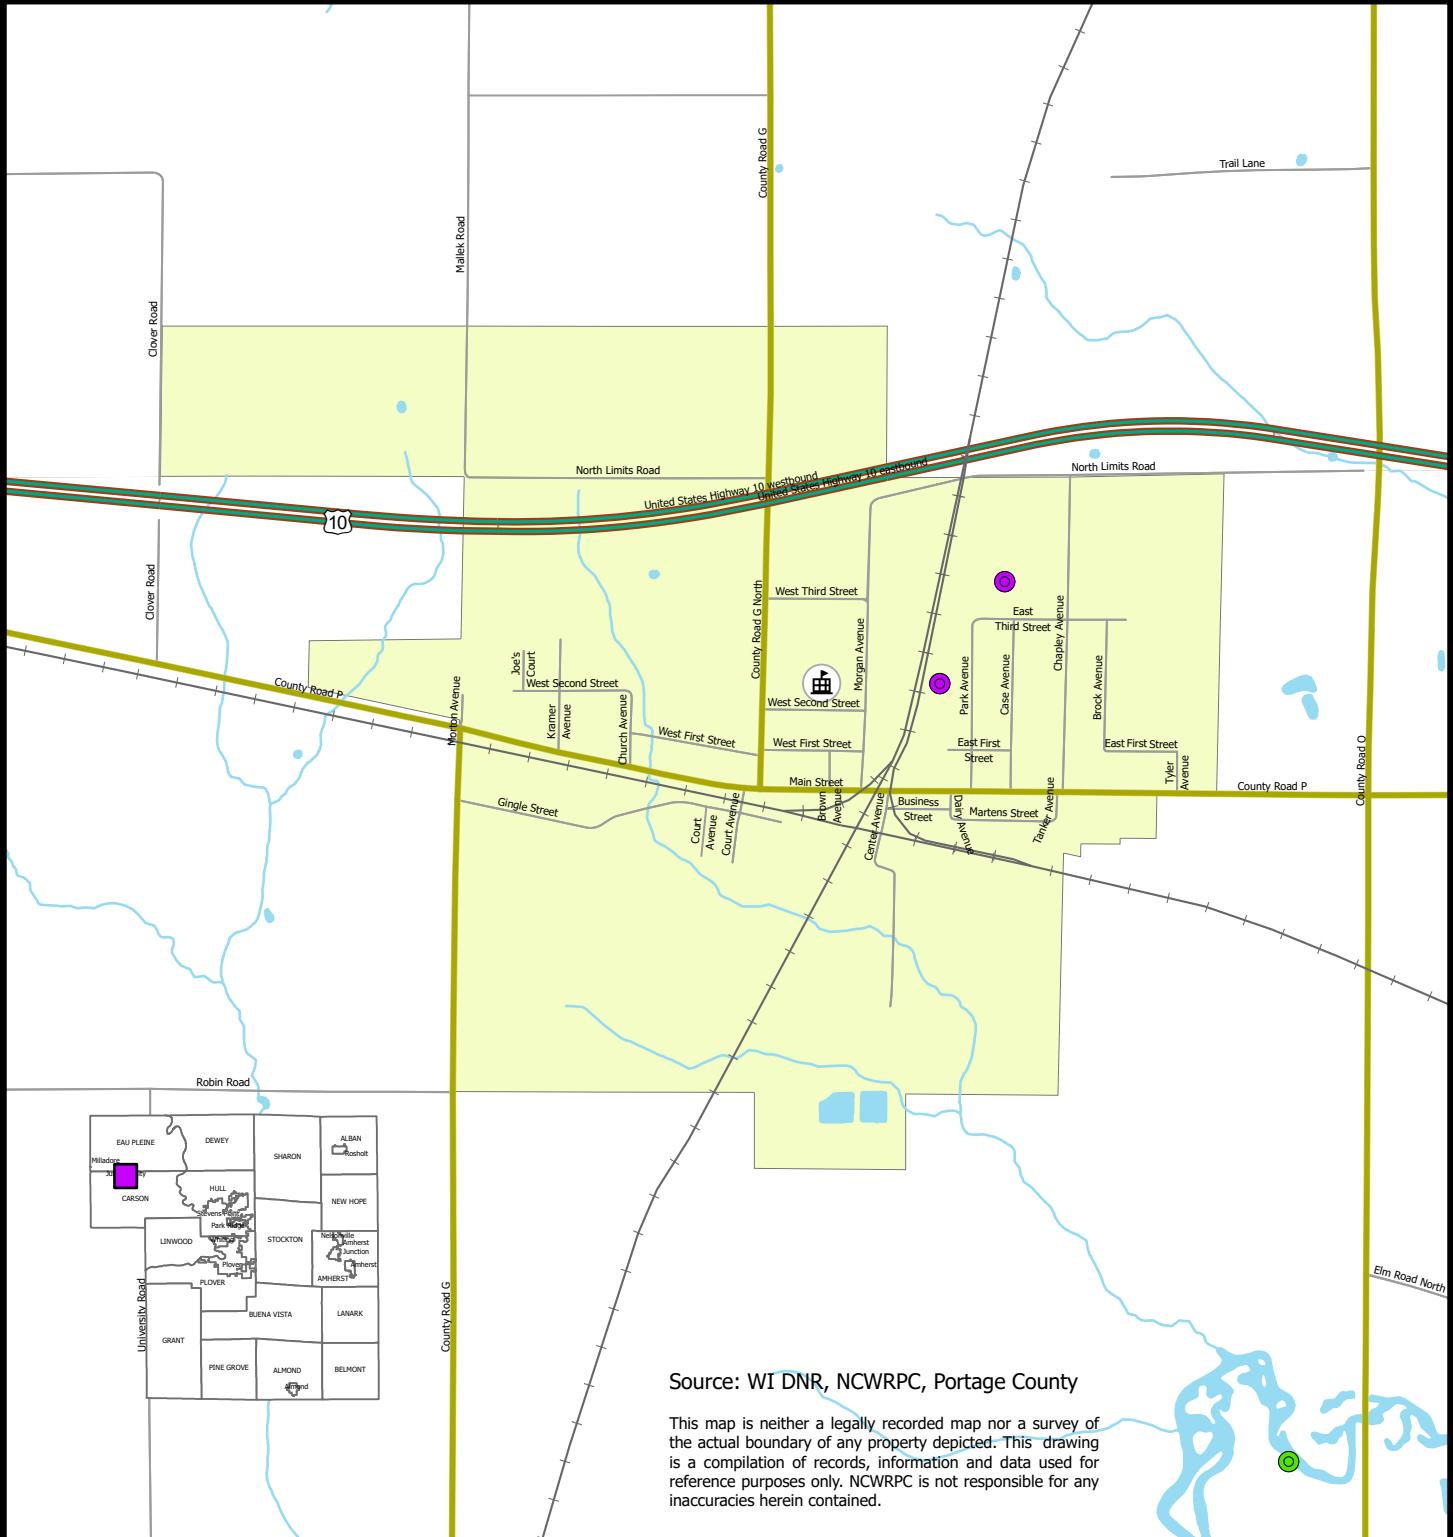 County Road G
Trail Lane
Mallek Road
Clover Road
North Limits Road
North Limits Road
United States Highway 10 westbound
United States Highway 10 eastbound
10
Clover Road
West Third Street
County Road G North
East
Third Street
Chapley Avenue
Morgan Avenue
Joe's
Court
West Second Street
County Road P
Morton Avenue
Kramer
Avenue
Church Avenue
West First Street
West Second Street
West First Street
Park Avenue
Case Avenue
Brock Avenue
East First
Street
East First Street
Tyler
Avenue
County Road O
Main Street
County Road P
Gingle Street
Court
Avenue
Court Avenue
Brown
Avenue
Center Avenue
Business
Street
Dairy Avenue
Martens Street
Tanker Avenue
Robin Road
EAU PLEINE
DEWEY
SHARON
ALBAN
Rosholt
Milladore
CARSON
HULL
NEW HOPE
Stevens Point
Park Ridge
LINWOOD
Whiting
STOCKTON
Nelsonville
Amherst
Junction
Plover
Amherst
PLOVER
AMHERST
University Road
BUENA VISTA
LANARK
GRANT
PINE GROVE
ALMOND
BELMONT
Almond
County Road G
Elm Road North
Source: WI DNR, NCWRPC, Portage County
This map is neither a legally recorded map nor a survey of
the actual boundary of any property depicted. This drawing
is a compilation of records, information and data used for
reference purposes only. NCWRPC is not responsible for any
inaccuracies herein contained.